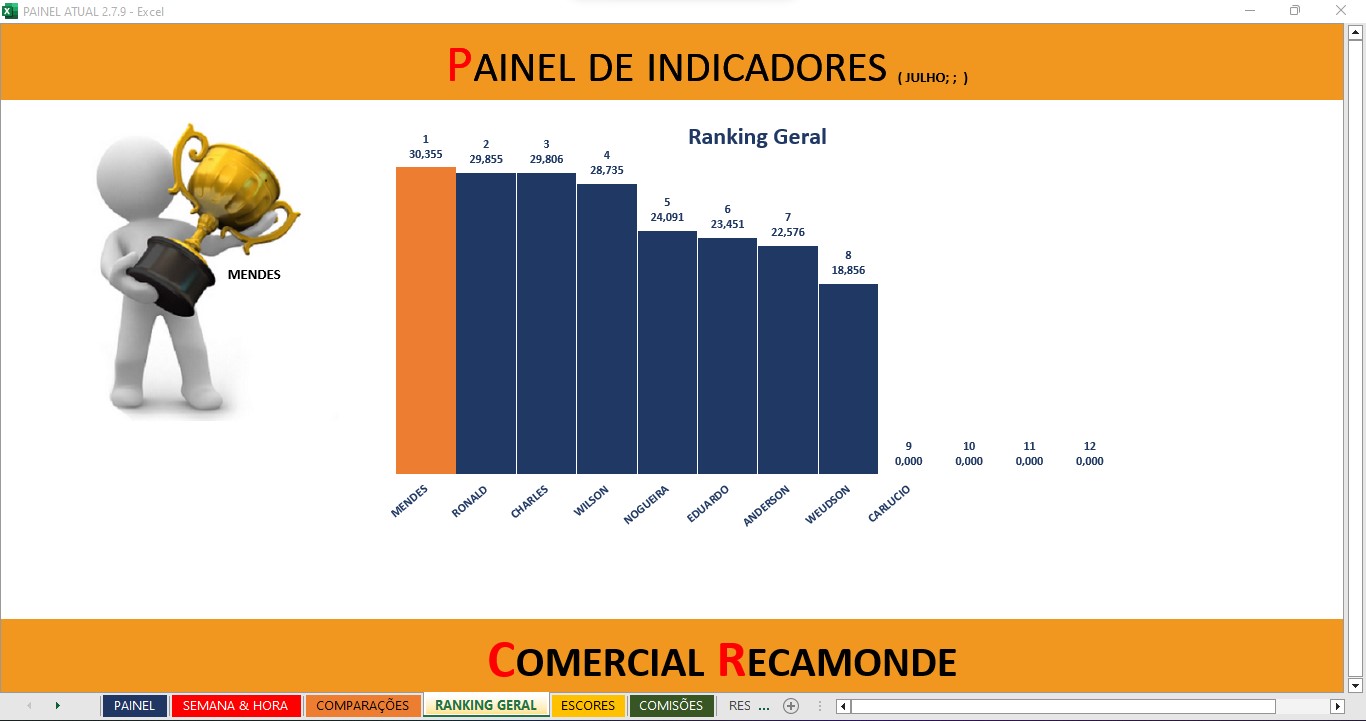 PAINEL ATUAL 2.7.9 - Excel
PAINEL DE INDICADORES ( JULHO; ;  )
Ranking Geral
1
30,355
2
29,855
3
29,806
4
28,735
5
24,091
6
23,451
7
22,576
8
18,856
9
0,000
10
0,000
11
0,000
12
0,000
MENDES
MENDES
RONALD
CHARLES
WILSON
NOGUEIRA
EDUARDO
ANDERSON
WEUDSON
CARLUCIO
COMERCIAL RECAMONDE
PAINEL
SEMANA & HORA
COMPARAÇÕES
RANKING GERAL
ESCORES
COMISÕES
RES ...